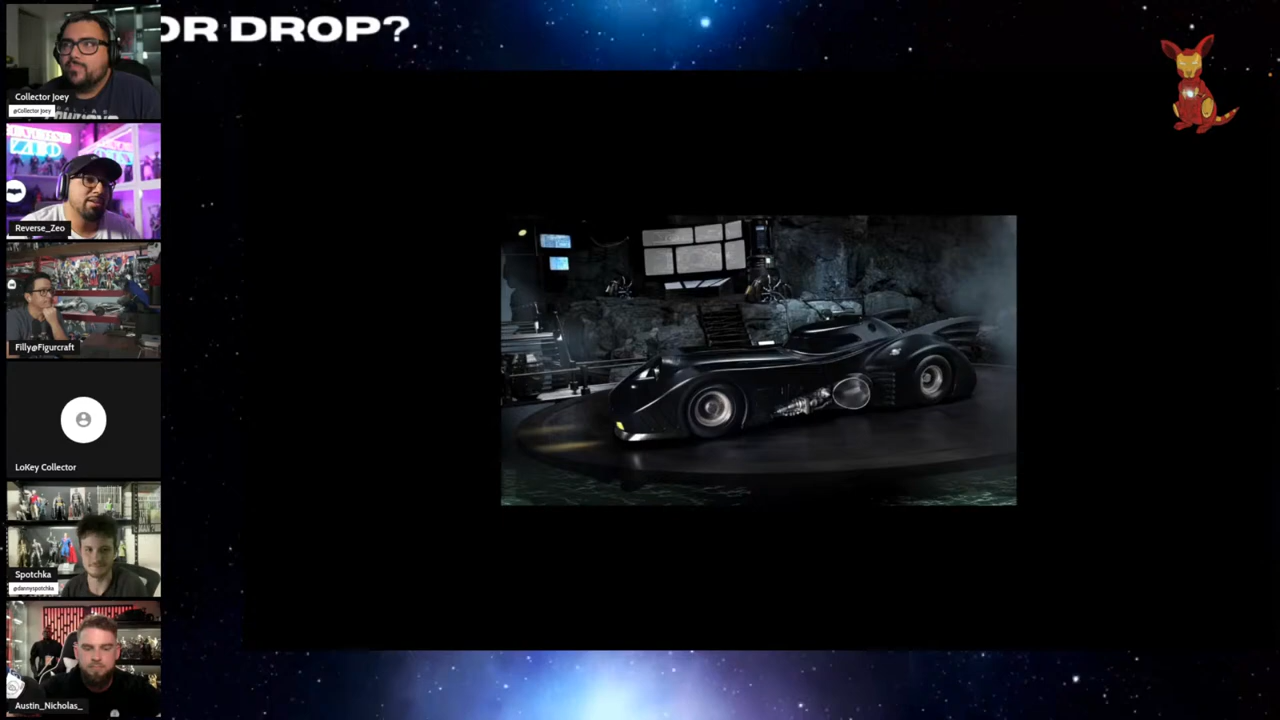 OR DROP?
Collector Joey
@Collector Joey
Reverse_Zeo
Filly@Figurcraft
LoKey Collector
Spotchka
@dannyspotchka
Austin_Nicholas_